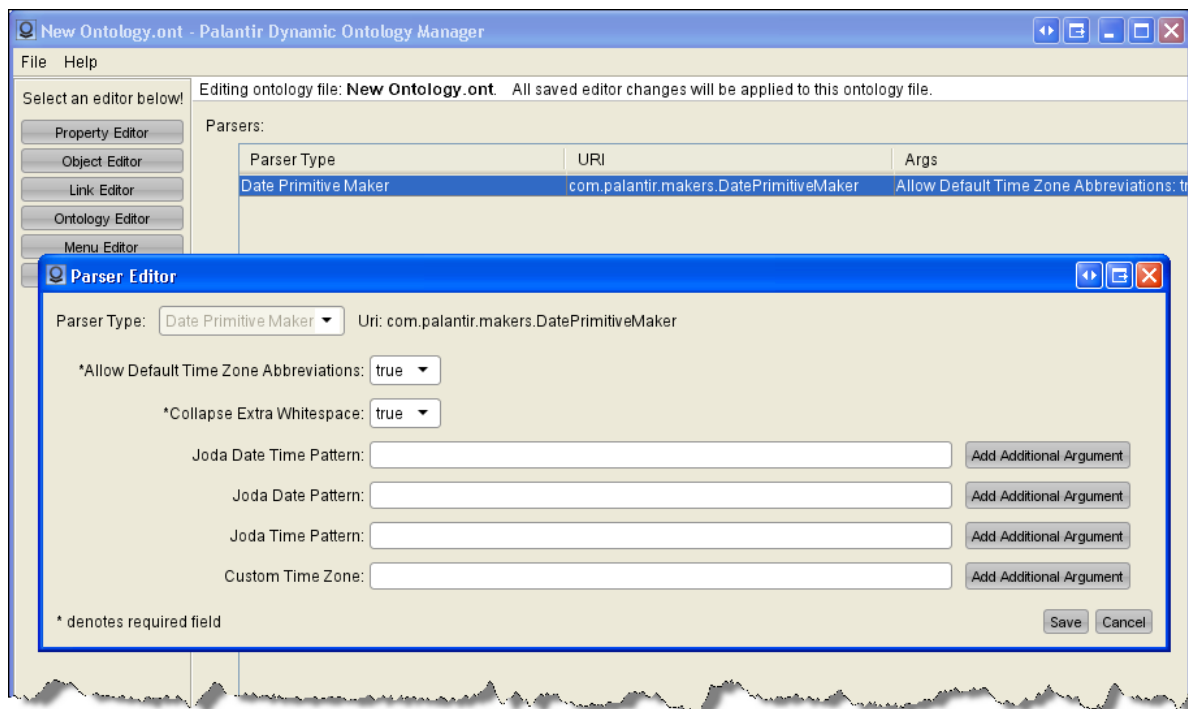 New Ontology.ont - Palantir Dynamic Ontology Manager
File Help
Select an editor below!
Editing ontology file: New Ontology.ont. All saved editor changes will be applied to this ontology file.
Property Editor
Parsers:
Object Editor
Parser Type URI Args
Link Editor
Date Primitive Maker com.palantir.makers.DatePrimitiveMaker Allow Default Time Zone Abbreviations:
Ontology Editor
Menu Editor
Parser Editor
Parser Type: Date Primitive Maker Uri: com.palantir.makers.DatePrimitiveMaker
*Allow Default Time Zone Abbreviations: true
*Collapse Extra Whitespace: true
Joda Date Time Pattern: Add Additional Argument
Joda Date Pattern: Add Additional Argument
Joda Time Pattern: Add Additional Argument
Custom Time Zone: Add Additional Argument
* denotes required field Save Cancel